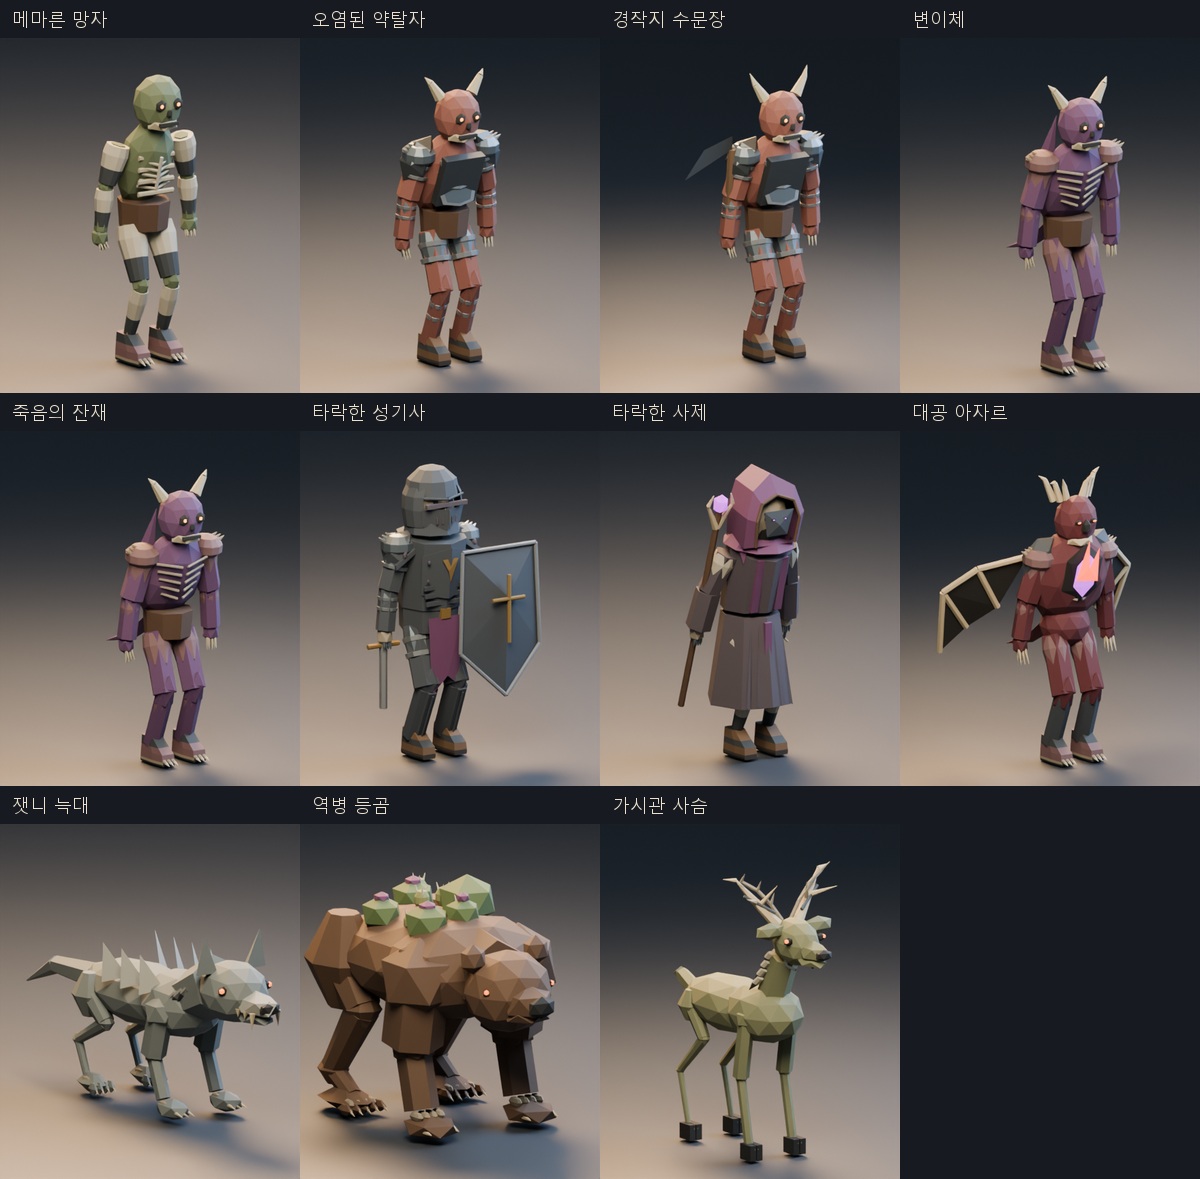 메마른 망자
오염된 약탈자
경작지 수문장
변이체
죽음의 잔재
타락한 성기사
타락한 사제
대공 아자르
잿니 늑대
역병 등곰
가시관 사슴